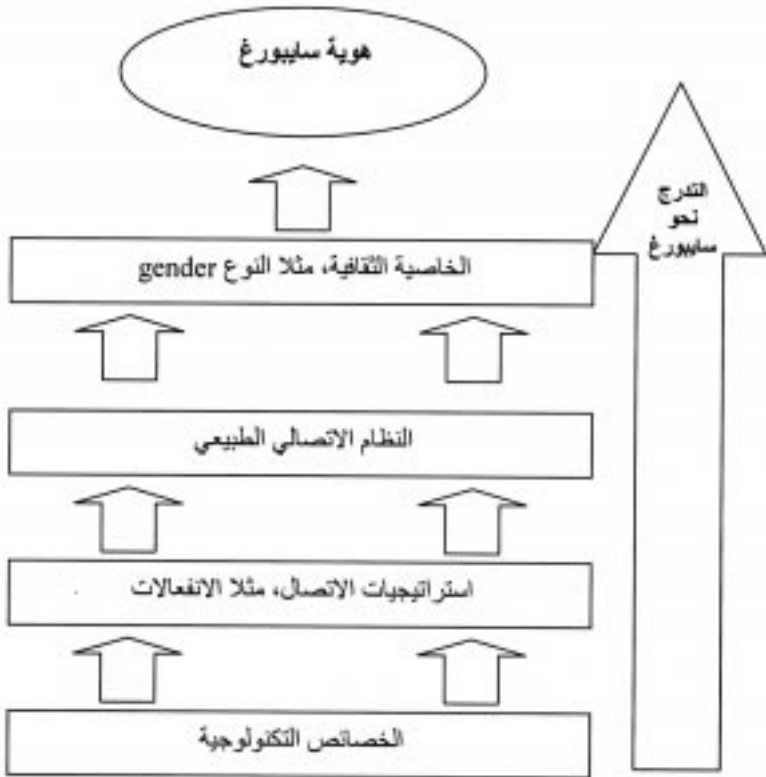 هوية سايبورغ
التدرج
نحو
سايبورغ
الخاصية الثقافية، مثلا النوع gender
النظام الاتصالي الطبيعي
استراتيجيات الاتصال، مثلا الانفعالات
الخصائص التكنولوجية